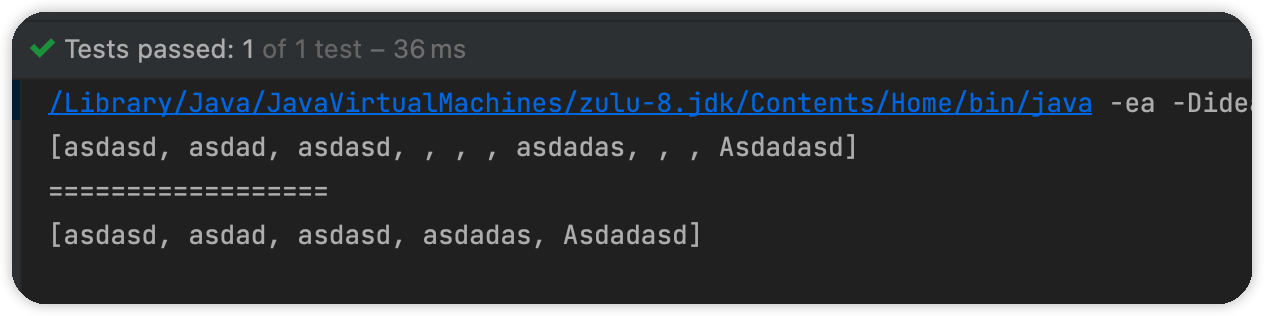 Tests passed: 1 of 1 test – 36 ms
/Library/Java/JavaVirtualMachines/zulu-8.jdk/Contents/Home/bin/java -ea -Didea
[asdasd, asdad, asdasd, , , , asdadas, , , Asdadasd]
==================
[asdasd, asdad, asdasd, asdadas, Asdadasd]